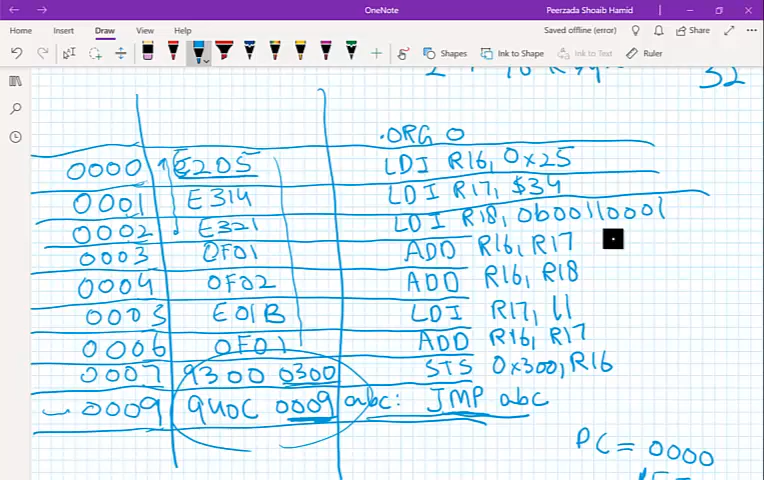 OneNote
Peerzada Shoaib Hamid
Home Insert Draw View Help
Saved offline (error) Share
Shapes Ink to Shape Ink to Text Ruler
32
.ORG 0
0000 E205 LDI R16, 0x25
0001 E314 LDI R17, $34
0002 E321 LDI R18, 0b00110001
0003 0F01 ADD R16, R17
0004 0F02 ADD R16, R18
0005 E01B LDI R17, 11
0006 0F01 ADD R16, R17
0007 9300 0300 STS 0x300, R16
0009 940C 0009 abc: JMP abc
PC = 0000